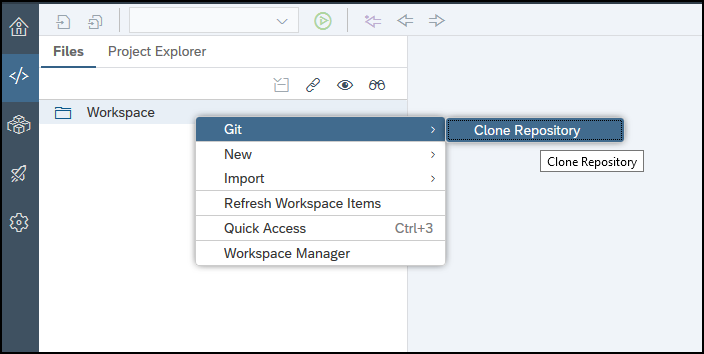 Files Project Explorer
Workspace
Git
Clone Repository
Clone Repository
New
Import
Refresh Workspace Items
Quick Access Ctrl+3
Workspace Manager